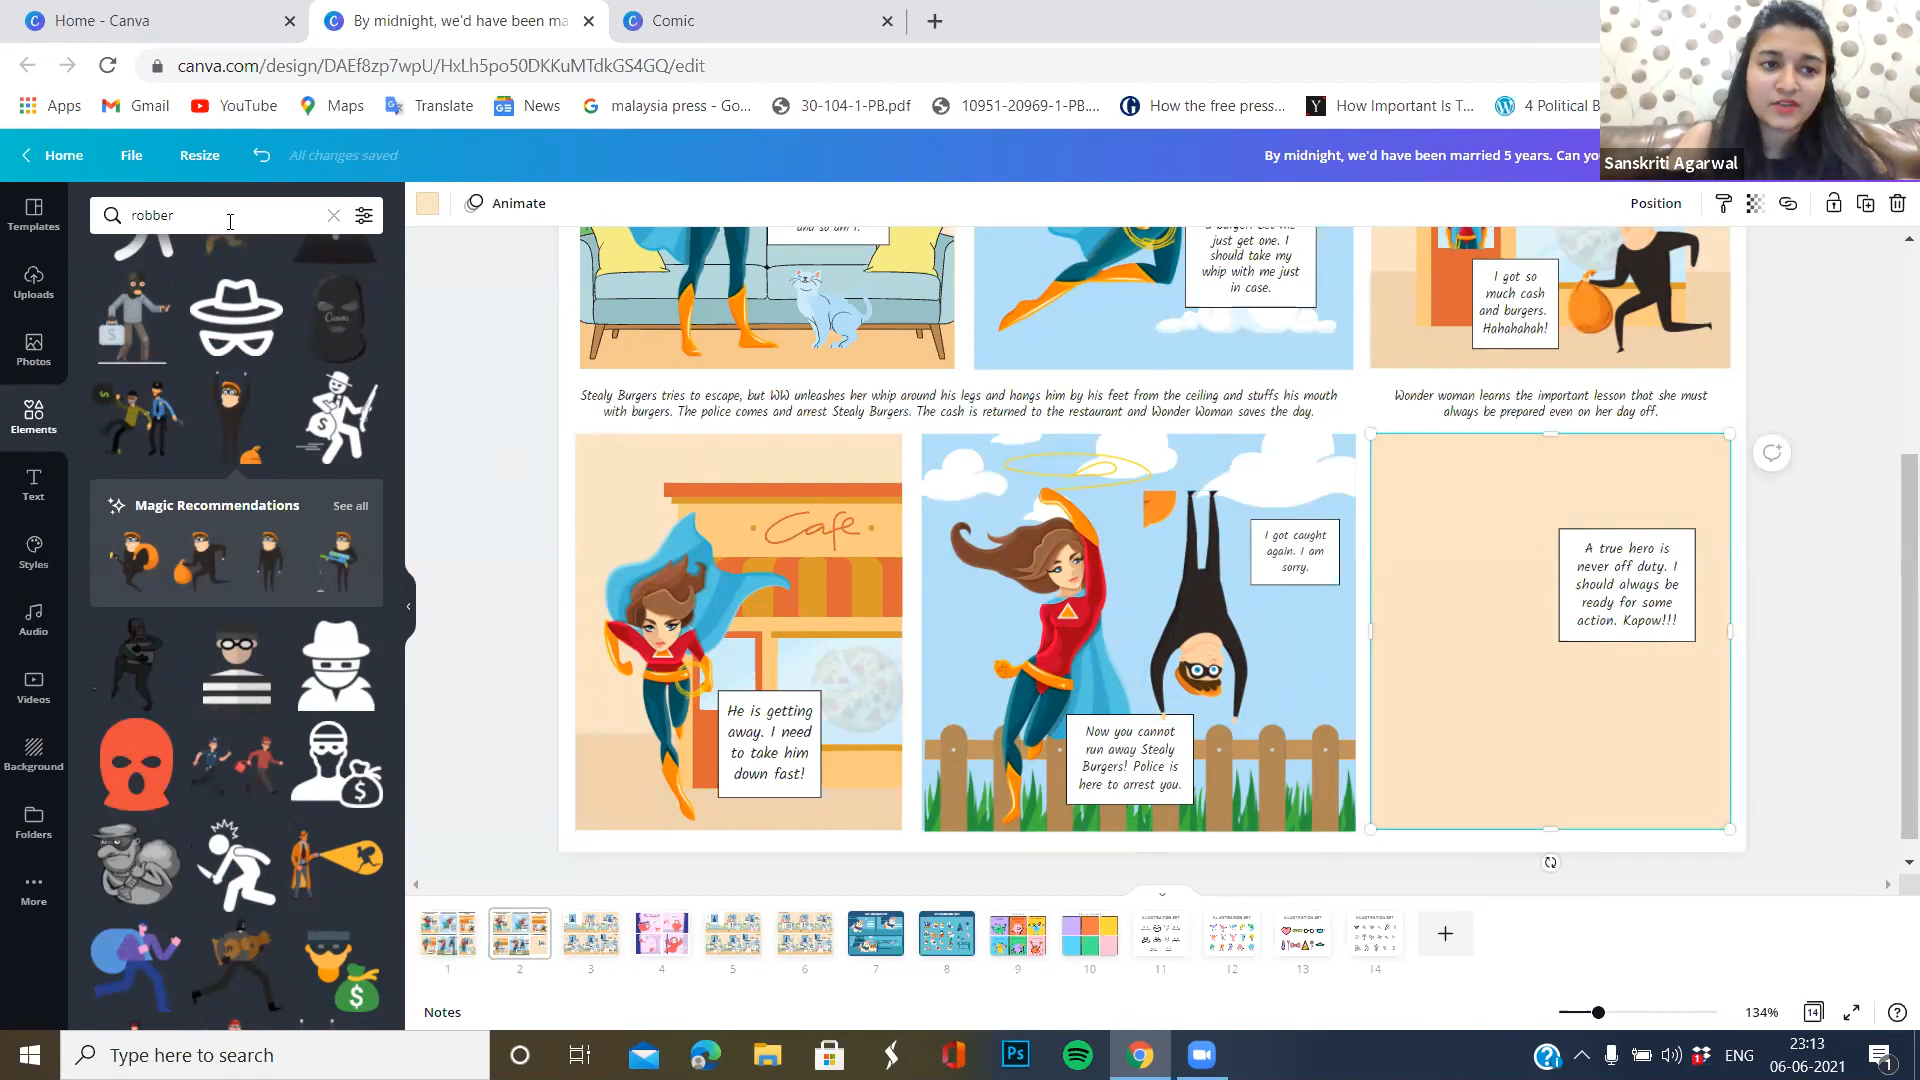 Home - Canva
By midnight, we'd have been ma
Comic
canva.com/design/DAEf8zp7wpU/HxLh5po50DKKuMTdkGS4GQ/edit
Apps
Gmail
YouTube
Maps
Translate
News
malaysia press - Go...
30-104-1-PB.pdf
10951-20969-1-PB....
How the free press...
How Important Is T...
4 Political B
Home
File
Resize
All changes saved
By midnight, we'd have been married 5 years. Can yo
Sanskriti Agarwal
robber
Animate
Position
Templates
Uploads
Photos
Elements
Text
Styles
Audio
Videos
Background
Folders
More
Magic Recommendations
See all
and so am I.
a burger. Let me
just get one. I
should take my
whip with me just
in case.
I got so
much cash
and burgers.
Hahahahah!
Stealy Burgers tries to escape, but WW unleashes her whip around his legs and hangs him by his feet from the ceiling and stuffs his mouth
with burgers. The police comes and arrest Stealy Burgers. The cash is returned to the restaurant and Wonder Woman saves the day.
Wonder woman learns the important lesson that she must
always be prepared even on her day off.
Cafe
He is getting
away. I need
to take him
down fast!
I got caught
again. I am
sorry.
Now you cannot
run away Stealy
Burgers! Police is
here to arrest you.
A true hero is
never off duty. I
should always be
ready for some
action. Kapow!!!
1
2
3
4
5
6
7
8
9
10
11
12
13
14
Notes
134%
14
Type here to search
Ps
ENG
23:13
06-06-2021
1